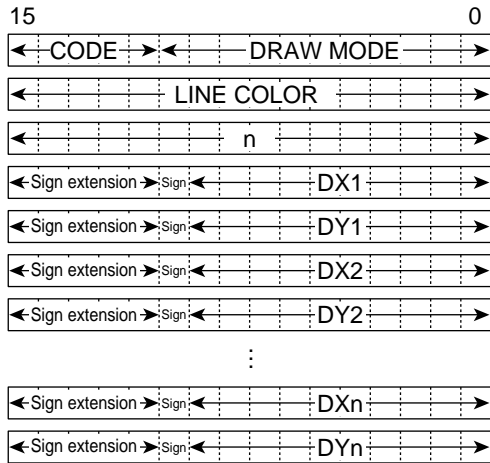 15 0
CODE DRAW MODE
LINE COLOR
n
Sign extension Sign DX1
Sign extension Sign DY1
Sign extension Sign DX2
Sign extension Sign DY2
⋮
Sign extension Sign DXn
Sign extension Sign DYn